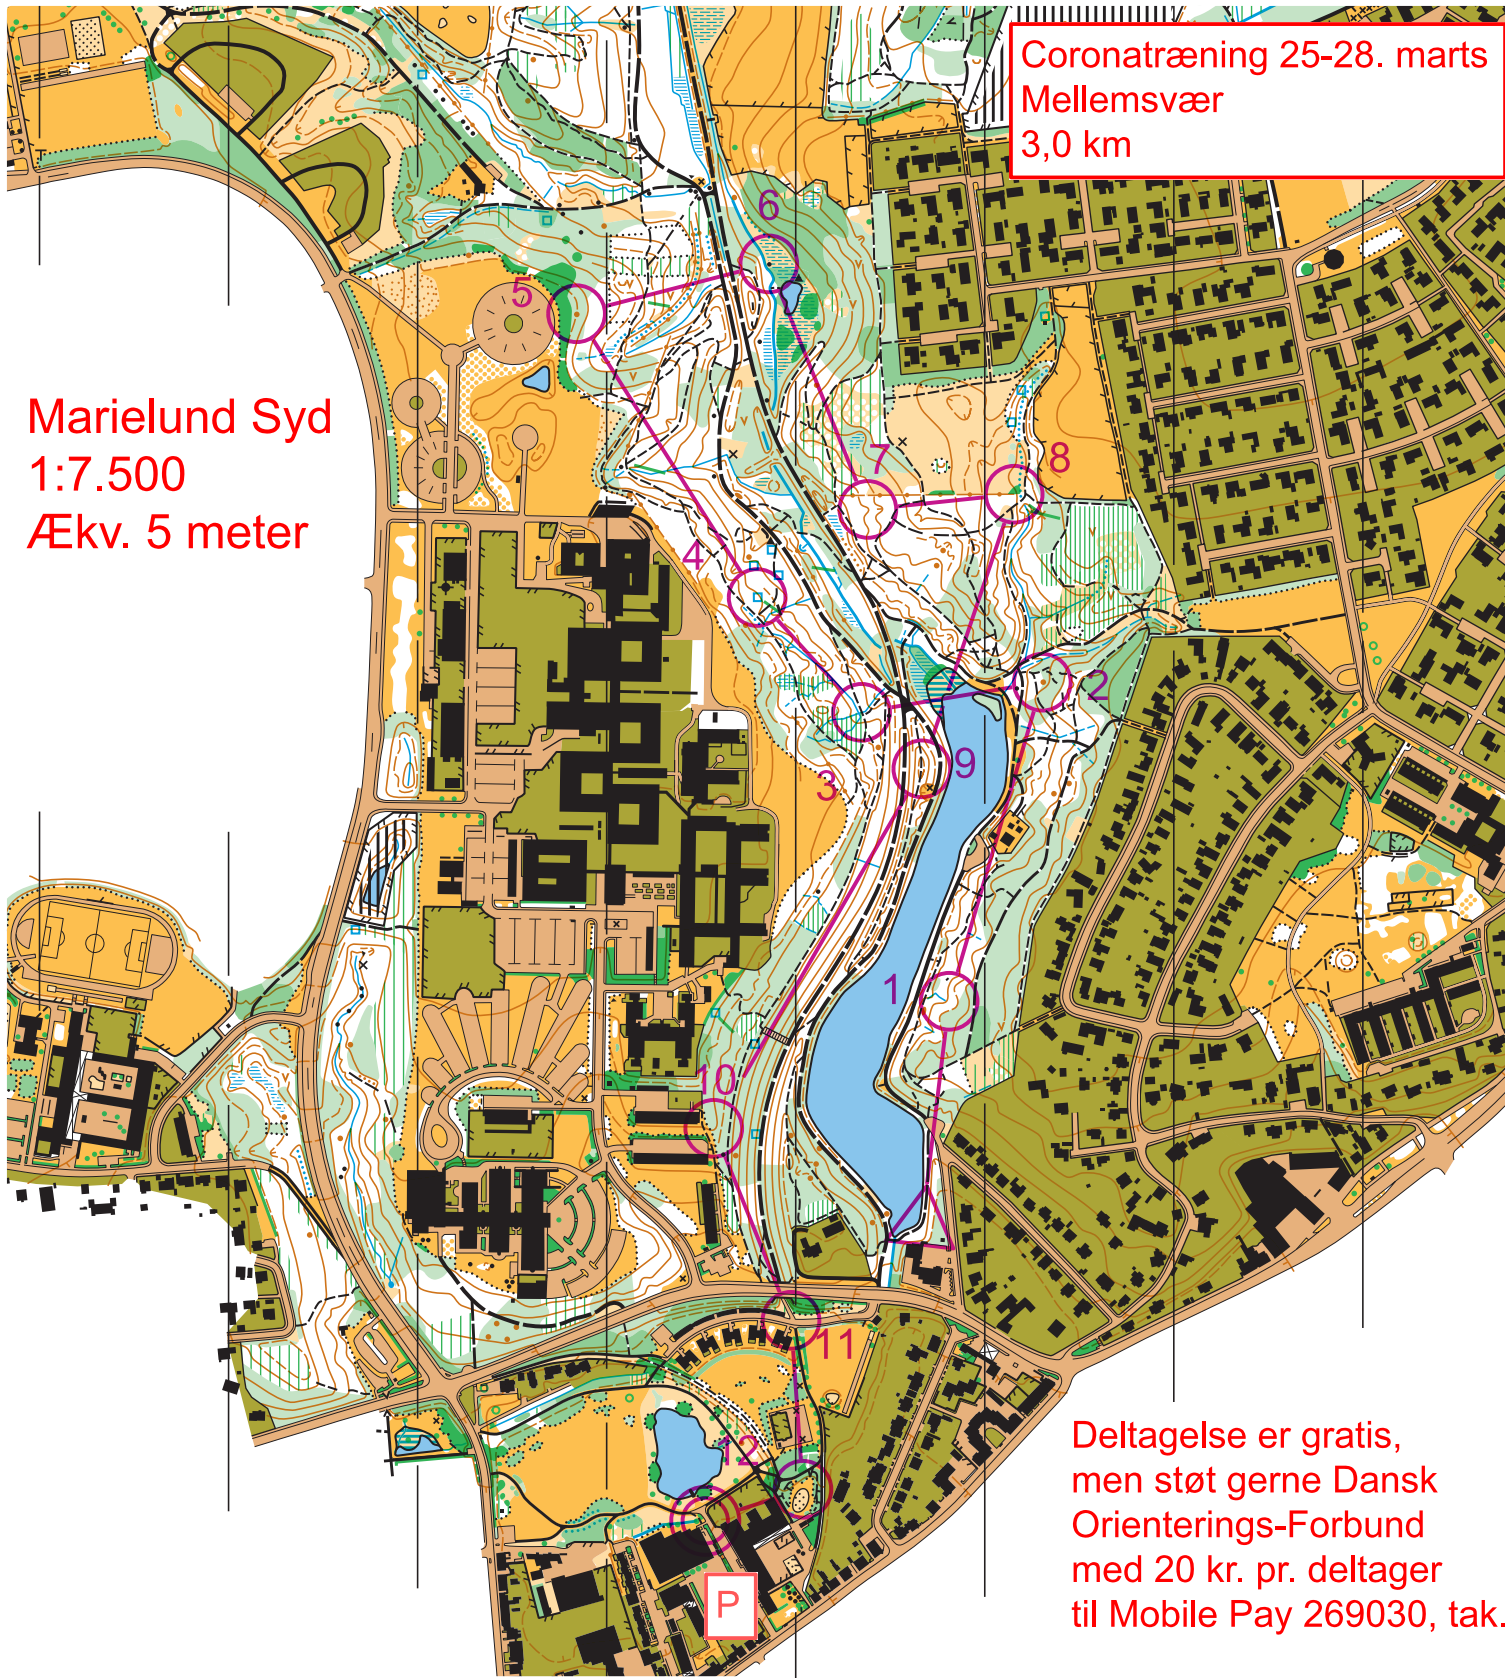 Coronatræning 25-28. marts
Mellemsvær
3,0 km
6
5
Marielund Syd
1:7.500
Ækv. 5 meter
7
8
4
2
3
9
1
10
11
12
P
Deltagelse er gratis,
men støt gerne Dansk
Orienterings-Forbund
med 20 kr. pr. deltager
til Mobile Pay 269030, tak.